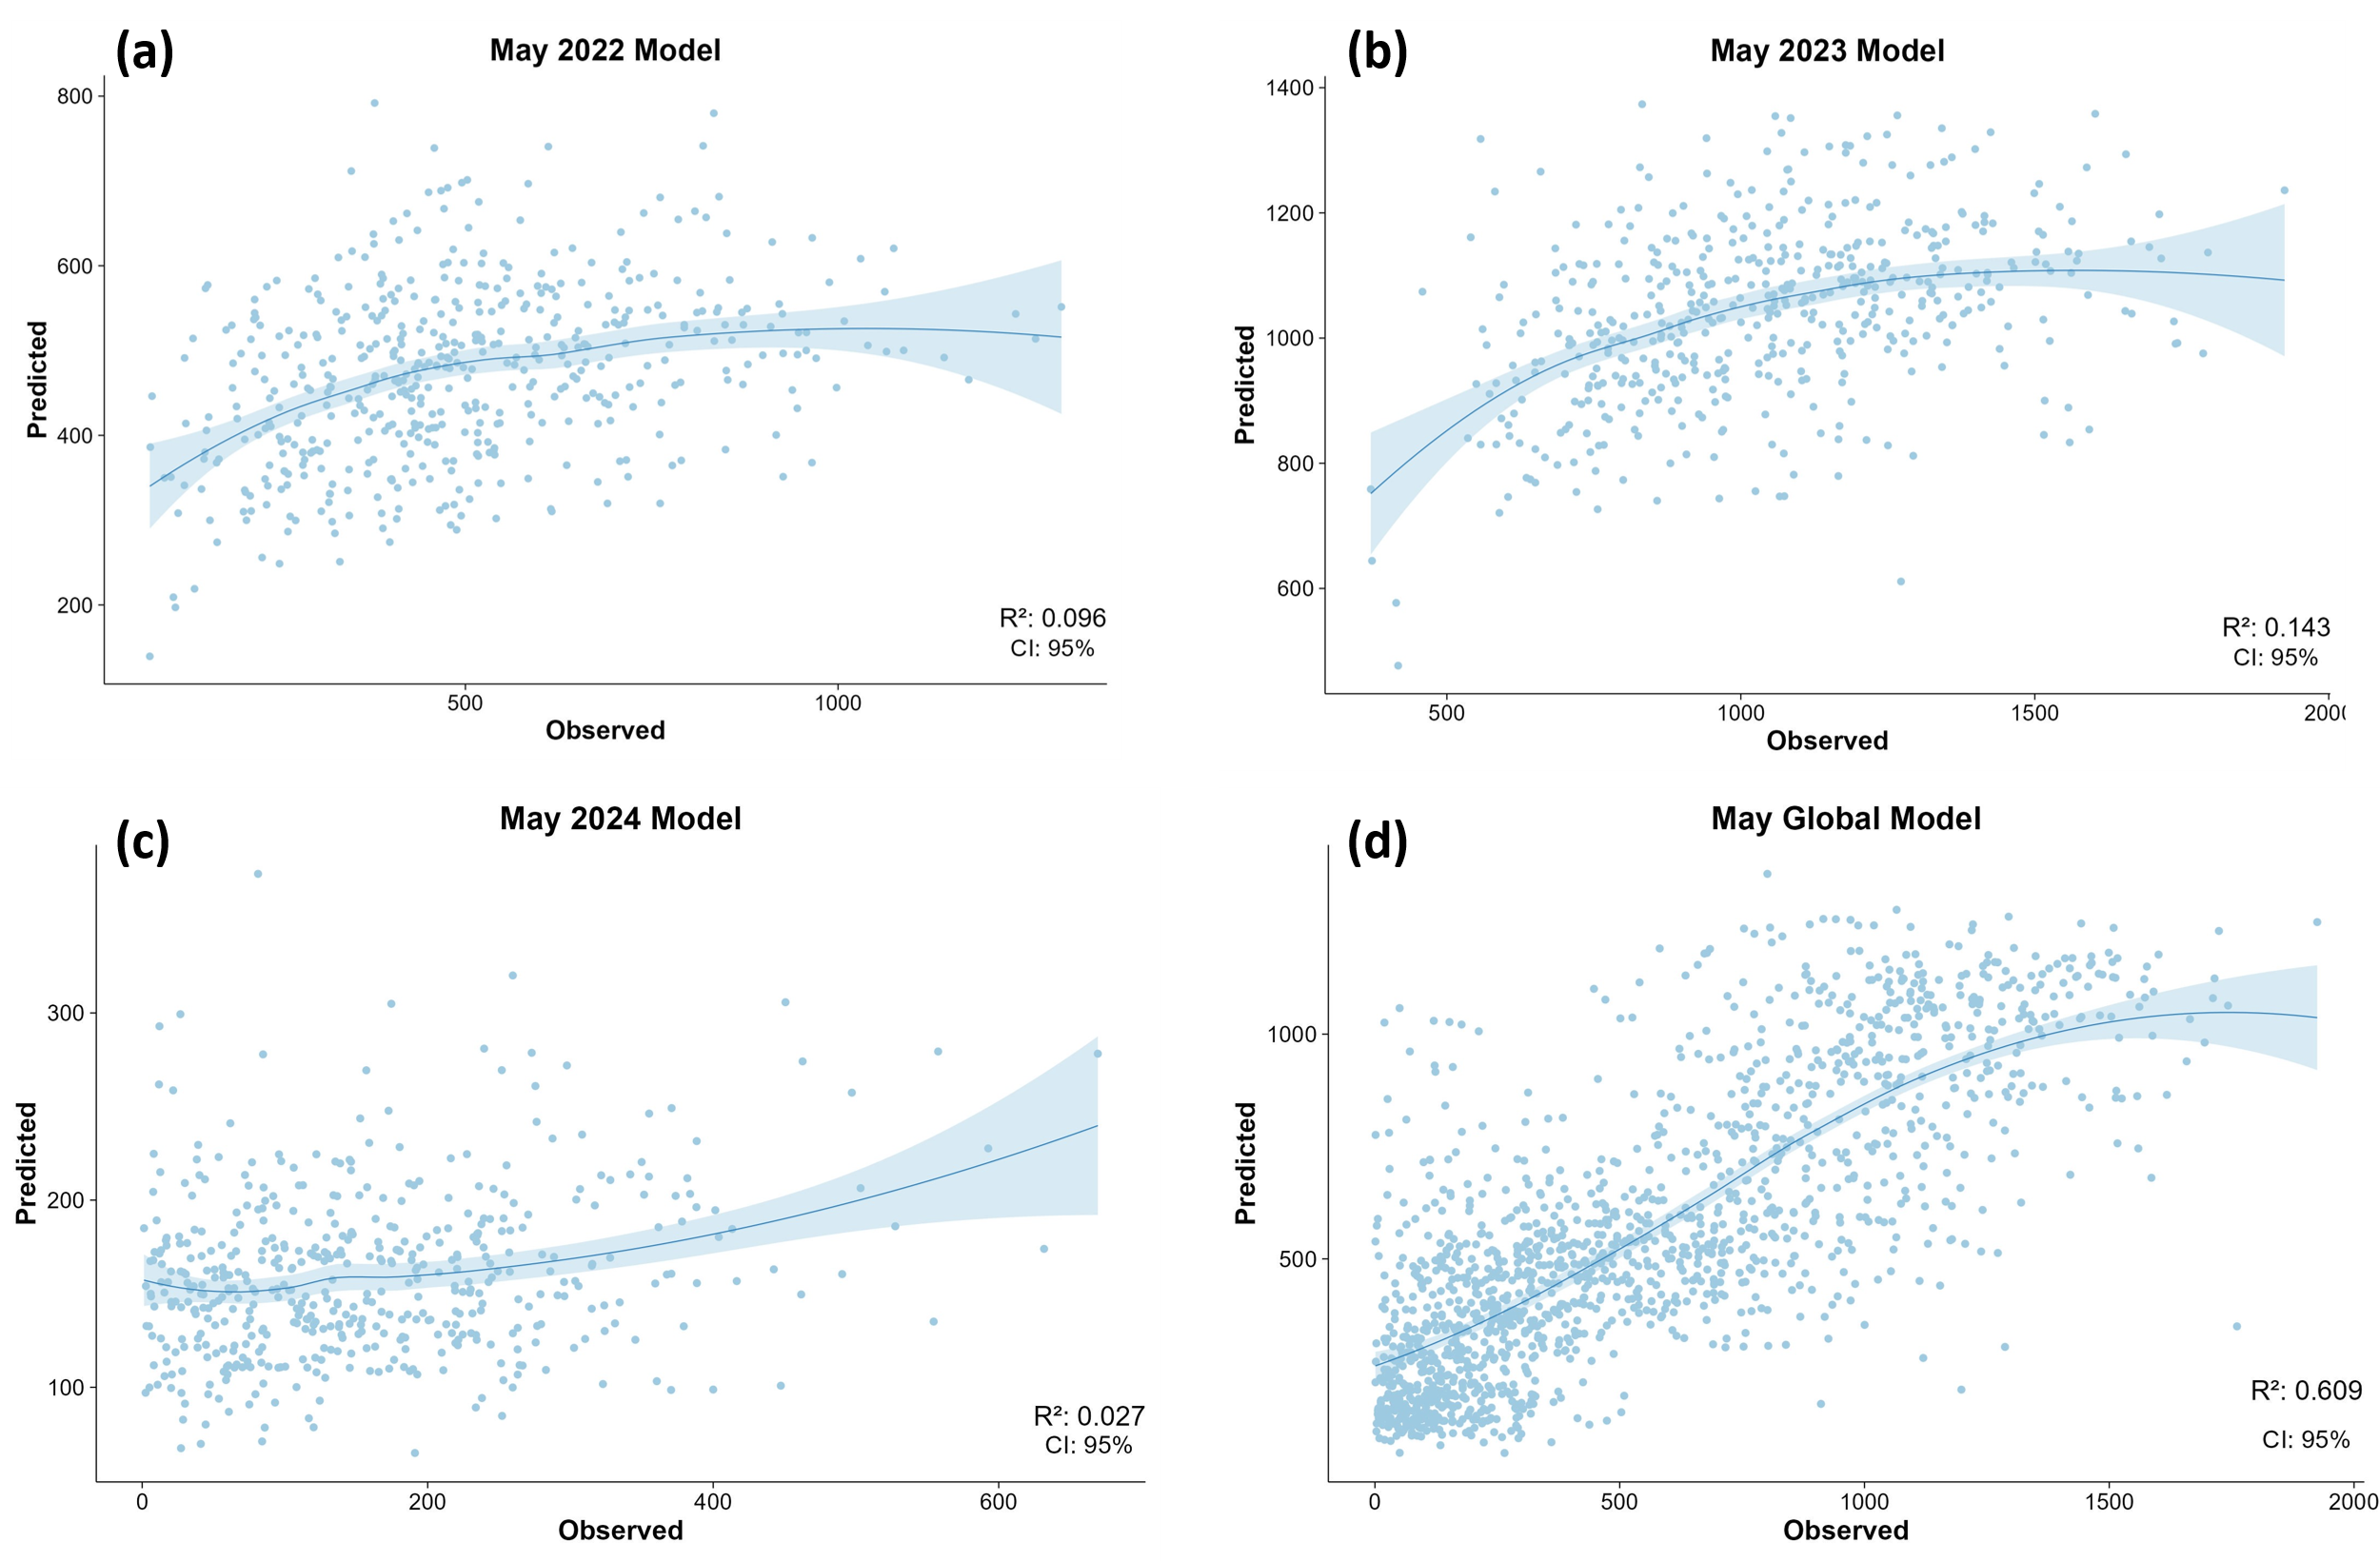 (a)
May 2022 Model
800
600
400
200
Predicted
500
1000
Observed
R²: 0.096
CI: 95%
(b)
May 2023 Model
1400
1200
1000
800
600
Predicted
500
1000
1500
Observed
R²: 0.143
CI: 95%
(c)
May 2024 Model
300
200
100
Predicted
0
200
400
600
Observed
R²: 0.027
CI: 95%
(d)
May Global Model
1000
500
Predicted
0
500
1000
1500
2000
Observed
R²: 0.609
CI: 95%